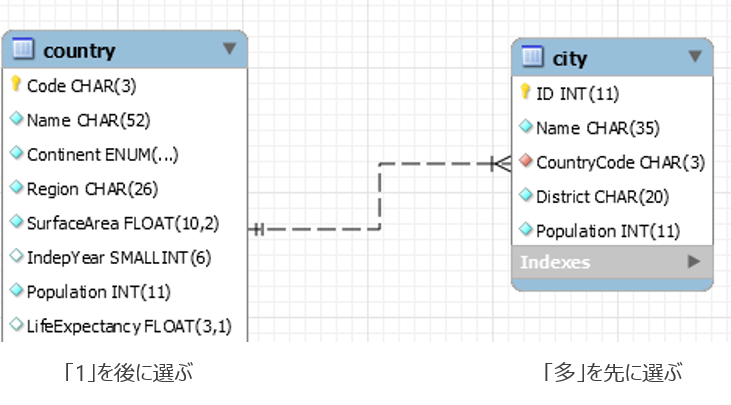 country
Code CHAR(3)
Name CHAR(52)
Continent ENUM(...)
Region CHAR(26)
SurfaceArea FLOAT(10,2)
IndepYear SMALLINT(6)
Population INT(11)
LifeExpectancy FLOAT(3,1)
city
ID INT(11)
Name CHAR(35)
CountryCode CHAR(3)
District CHAR(20)
Population INT(11)
Indexes
「1」を後に選ぶ
「多」を先に選ぶ